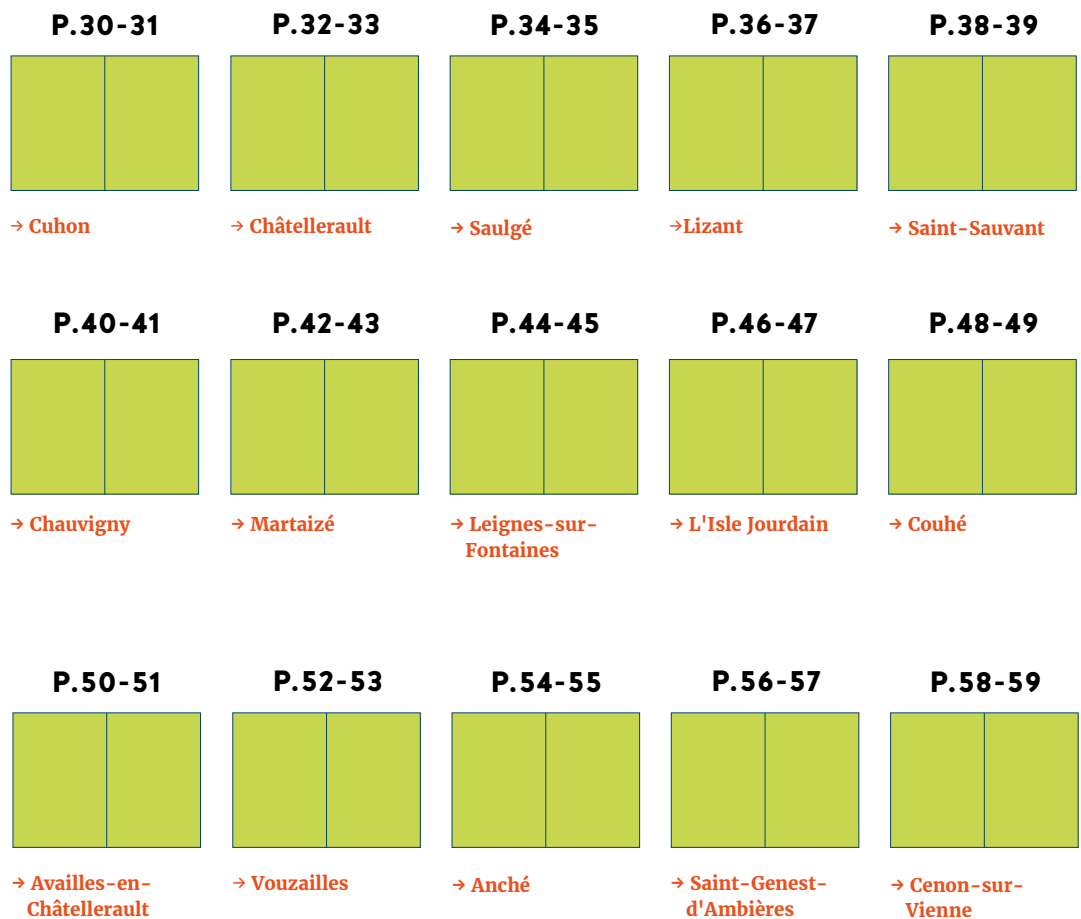 P.30-31 P.32-33 P.34-35 P.36-37 P.38-39
→ Cuhon → Châtellerault → Saulgé →Lizant → Saint-Sauvant
P.40-41 P.42-43 P.44-45 P.46-47 P.48-49
→ Chauvigny → Martaizé → Leignes-sur- → L'Isle Jourdain → Couhé
Fontaines
P.50-51 P.52-53 P.54-55 P.56-57 P.58-59
→ Availles-en- → Vouzailles → Anché → Saint-Genest- → Cenon-sur-
Châtellerault d'Ambières Vienne